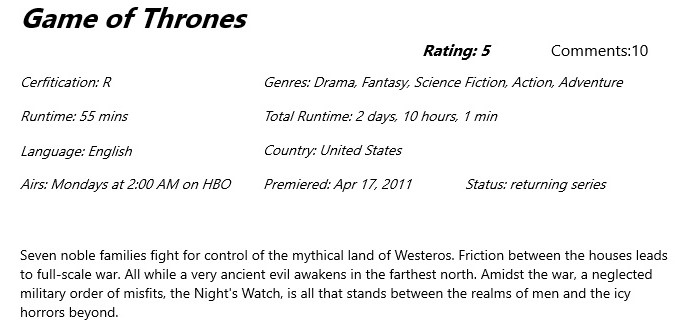 Game of Thrones
Rating: 5 Comments:10
Cerfitication: R Genres: Drama, Fantasy, Science Fiction, Action, Adventure
Runtime: 55 mins Total Runtime: 2 days, 10 hours, 1 min
Language: English Country: United States
Airs: Mondays at 2:00 AM on HBO Premiered: Apr 17, 2011 Status: returning series
Seven noble families fight for control of the mythical land of Westeros. Friction between the houses leads
to full-scale war. All while a very ancient evil awakens in the farthest north. Amidst the war, a neglected
military order of misfits, the Night's Watch, is all that stands between the realms of men and the icy
horrors beyond.